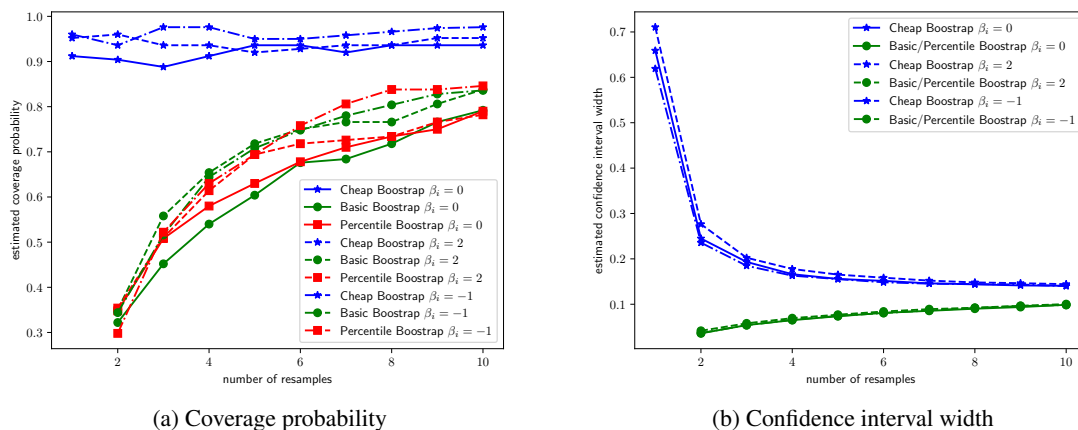 0.3
0.4
0.5
0.6
0.7
0.8
0.9
1.0
estimated coverage probability
2
4
6
8
10
number of resamples
Cheap Boostrap βi = 0
Basic Bootstrap βi = 0
Percentile Boostrap βi = 0
Cheap Boostrap βi = 2
Basic Bootstrap βi = 2
Percentile Boostrap βi = 2
Cheap Boostrap βi = −1
Basic Bootstrap βi = −1
Percentile Boostrap βi = −1
(a) Coverage probability
0.1
0.2
0.3
0.4
0.5
0.6
0.7
estimated confidence interval width
2
4
6
8
10
number of resamples
Cheap Boostrap βi = 0
Basic/Percentile Boostrap βi = 0
Cheap Boostrap βi = 2
Basic/Percentile Boostrap βi = 2
Cheap Boostrap βi = −1
Basic/Percentile Boostrap βi = −1
(b) Confidence interval width